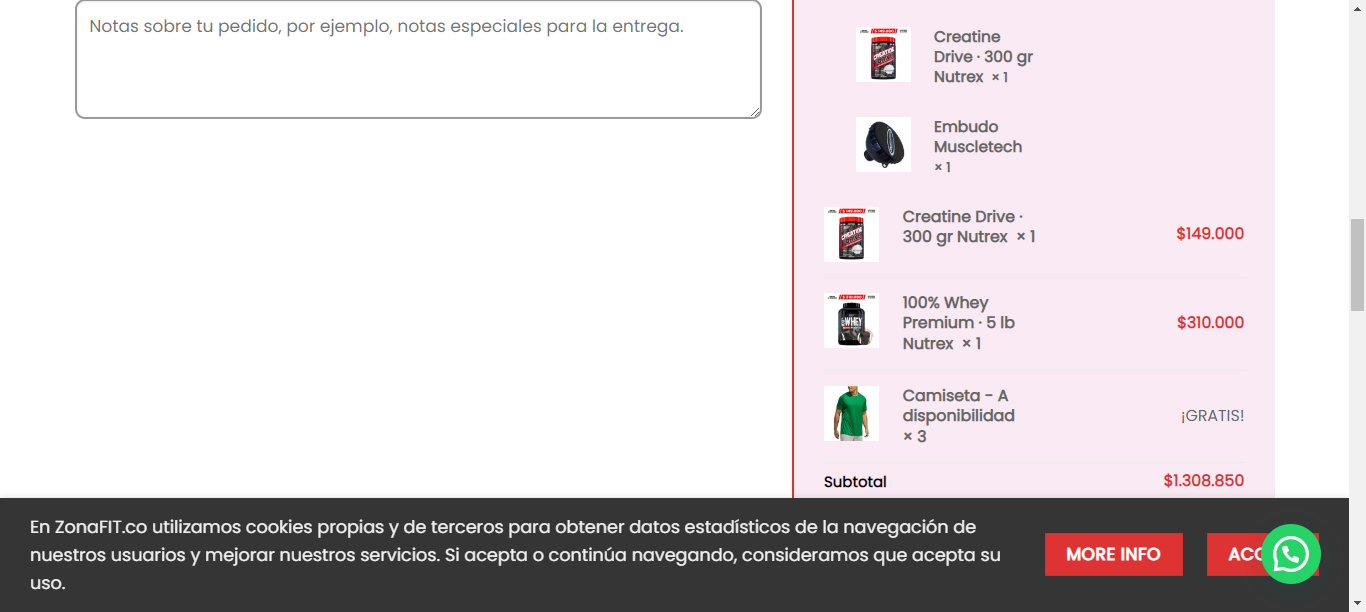 Notas sobre tu pedido, por ejemplo, notas especiales para la entrega.
Creatine
Drive · 300 gr
Nutrex × 1
Embudo
Muscletech
× 1
Creatine Drive ·
300 gr Nutrex × 1
$149.000
100% Whey
Premium · 5 lb
Nutrex × 1
$310.000
Camiseta - A
disponibilidad
× 3
¡GRATIS!
Subtotal
$1.308.850
En ZonaFIT.co utilizamos cookies propias y de terceros para obtener datos estadísticos de la navegación de
nuestros usuarios y mejorar nuestros servicios. Si acepta o continúa navegando, consideramos que acepta su
uso.
MORE INFO